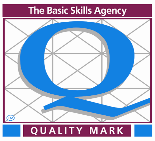 The Basic Skills Agency
Q
QUALITY MARK